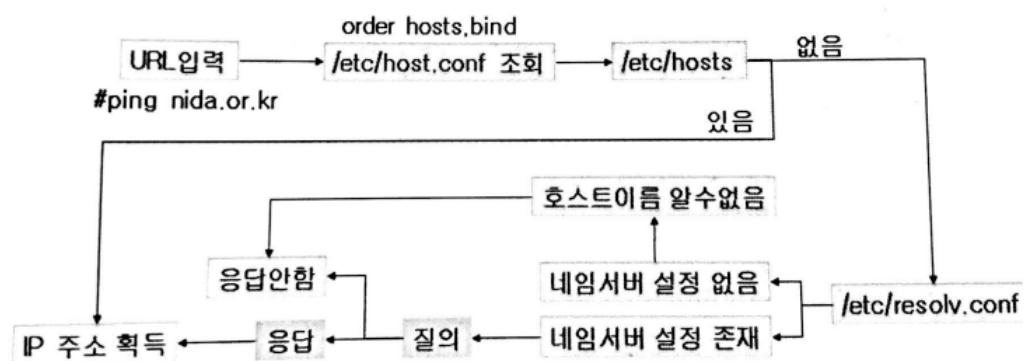 order hosts,bind
URL입력
/etc/host.conf 조회
/etc/hosts
없음
#ping nida.or.kr
있음
호스트이름 알수없음
응답안함
네임서버 설정 없음
/etc/resolv.conf
IP 주소 획득
응답
질의
네임서버 설정 존재